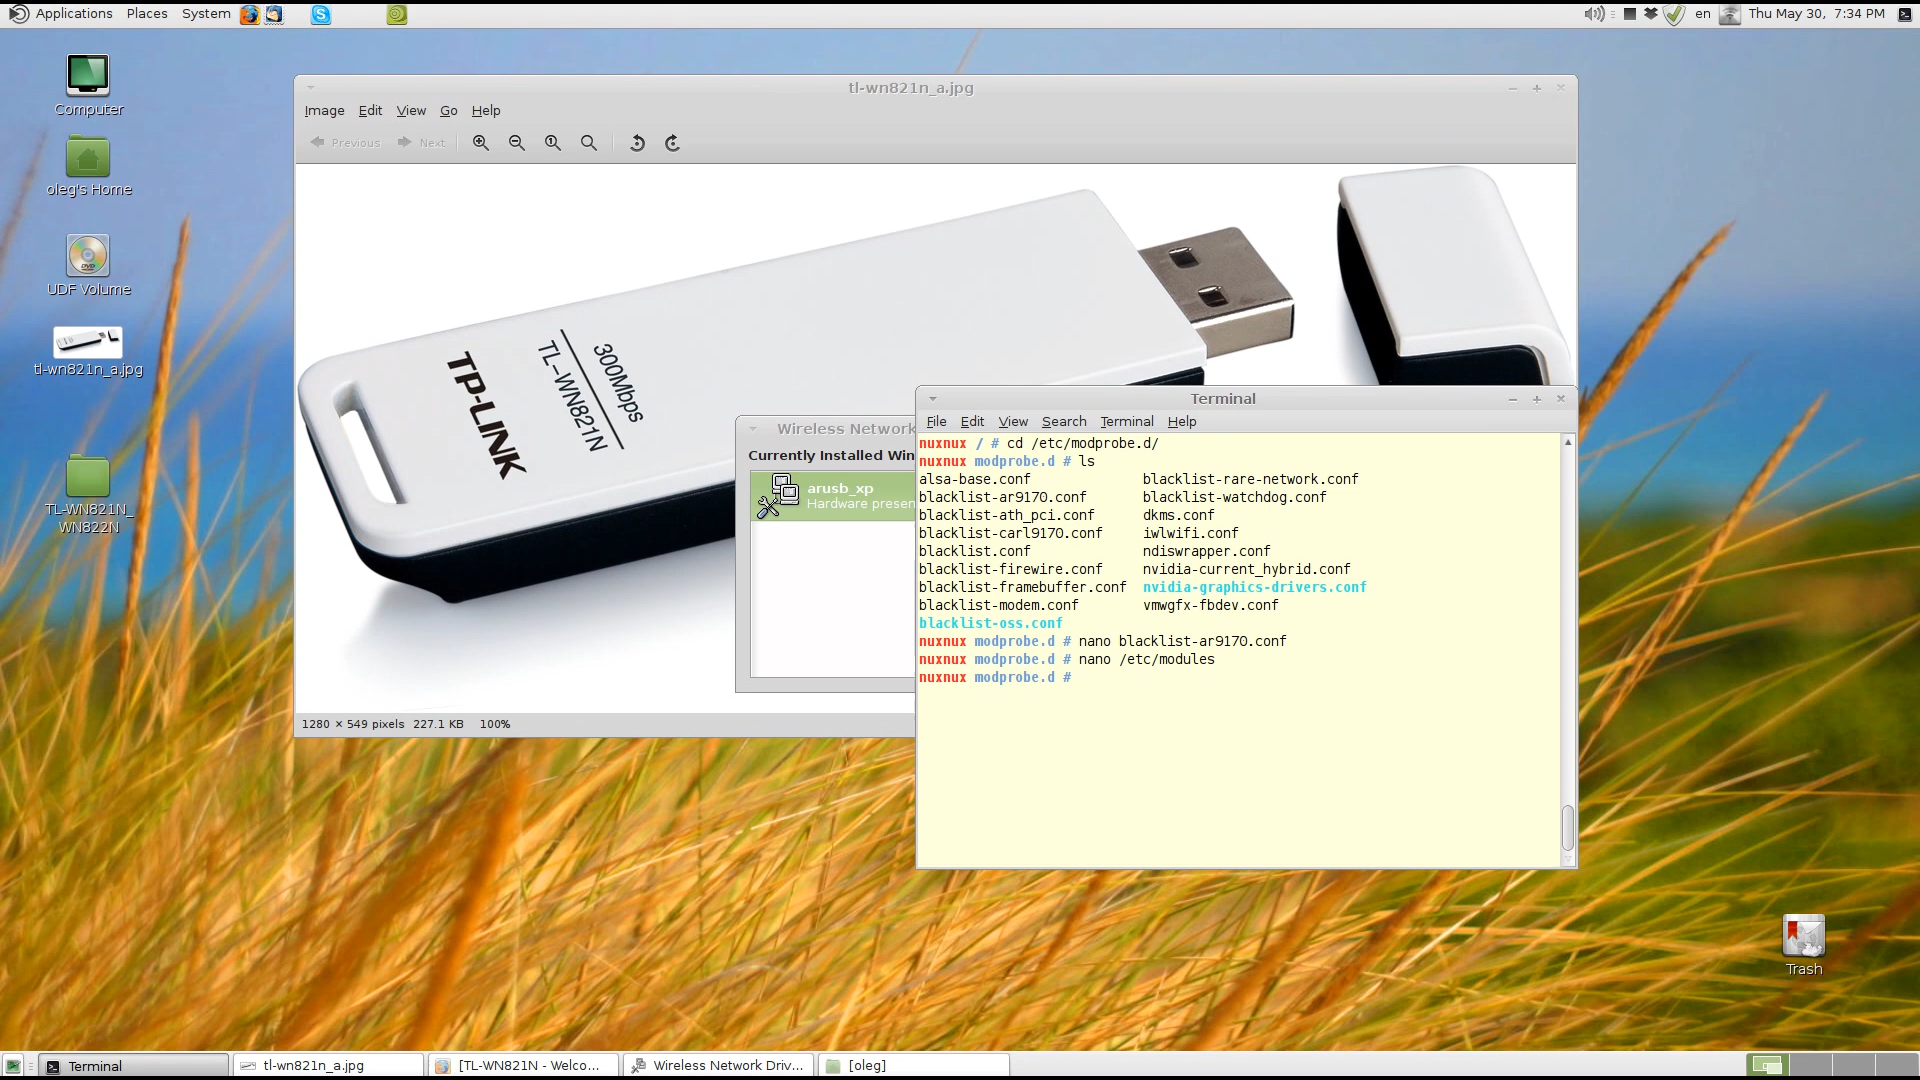 Applications Places System
en Thu May 30, 7:34 PM
Computer
oleg's Home
UDF Volume
tl-wn821n_a.jpg
TL-WN821N_
WN822N
Trash
tl-wn821n_a.jpg
Image Edit View Go Help
Previous Next
TP-LINK
TL-WN821N
300Mbps
1280 × 549 pixels 227.1 KB 100%
Wireless Network
Currently Installed Win
arusb_xp
Hardware presen
Terminal
File Edit View Search Terminal Help
nuxnux / # cd /etc/modprobe.d/
nuxnux modprobe.d # ls
alsa-base.conf blacklist-rare-network.conf
blacklist-ar9170.conf blacklist-watchdog.conf
blacklist-ath_pci.conf dkms.conf
blacklist-carl9170.conf iwlwifi.conf
blacklist.conf ndiswrapper.conf
blacklist-firewire.conf nvidia-current_hybrid.conf
blacklist-framebuffer.conf nvidia-graphics-drivers.conf
blacklist-modem.conf vmwgfx-fbdev.conf
blacklist-oss.conf
nuxnux modprobe.d # nano blacklist-ar9170.conf
nuxnux modprobe.d # nano /etc/modules
nuxnux modprobe.d #
Terminal tl-wn821n_a.jpg [TL-WN821N - Welco... Wireless Network Driv... [oleg]